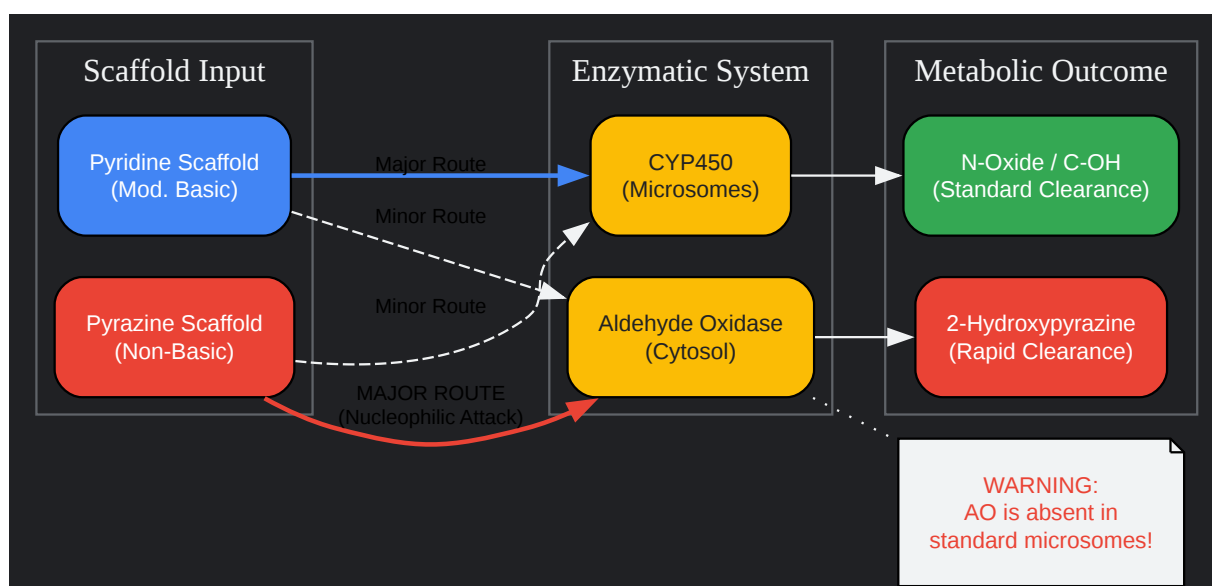 Scaffold Input
Enzymatic System
Metabolic Outcome
Pyridine Scaffold
(Mod. Basic)
Major Route
CYP450
(Microsomes)
N-Oxide / C-OH
(Standard Clearance)
Minor Route
Minor Route
Pyrazine Scaffold
(Non-Basic)
Aldehyde Oxidase
(Cytosol)
2-Hydroxypyrazine
(Rapid Clearance)
MAJOR ROUTE
(Nucleophilic Attack)
WARNING:
AO is absent in
standard microsomes!